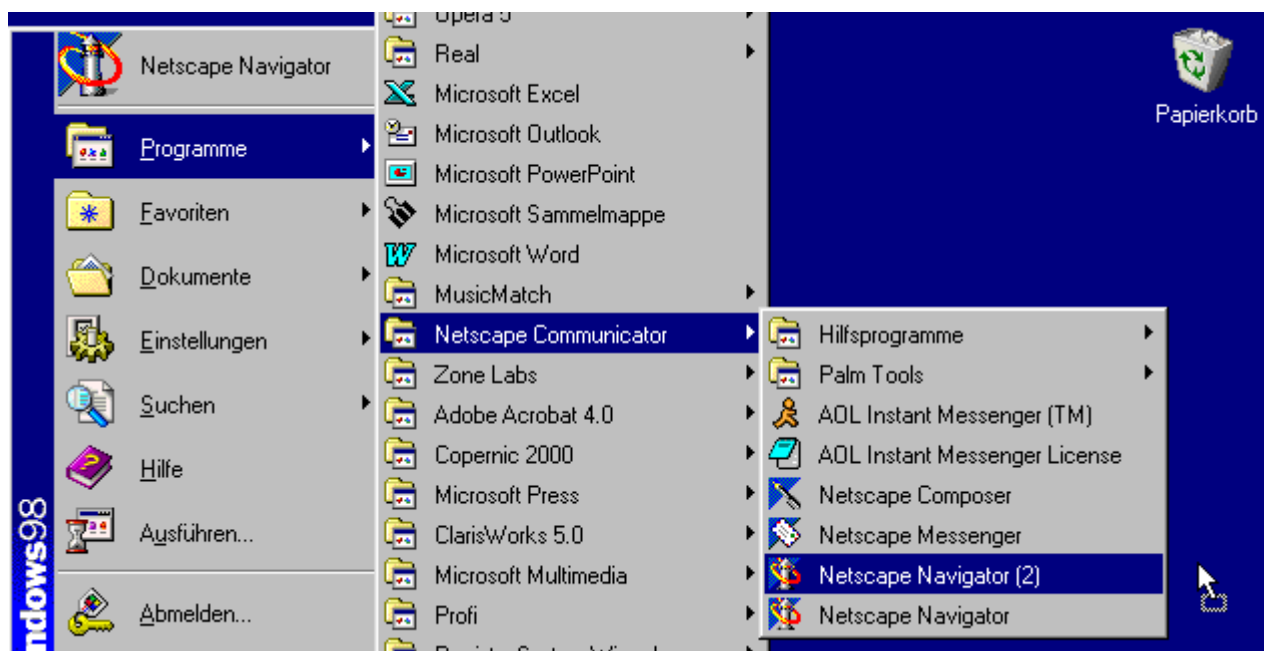 Netscape Navigator
Programme
Favoriten
Dokumente
Einstellungen
Suchen
Hilfe
Ausführen...
Abmelden...
ndows98
Opera 5
Real
Microsoft Excel
Microsoft Outlook
Microsoft PowerPoint
Microsoft Sammelmappe
Microsoft Word
MusicMatch
Netscape Communicator
Zone Labs
Adobe Acrobat 4.0
Copernic 2000
Microsoft Press
ClarisWorks 5.0
Microsoft Multimedia
Profi
Hilfsprogramme
Palm Tools
AOL Instant Messenger (TM)
AOL Instant Messenger License
Netscape Composer
Netscape Messenger
Netscape Navigator (2)
Netscape Navigator
Papierkorb